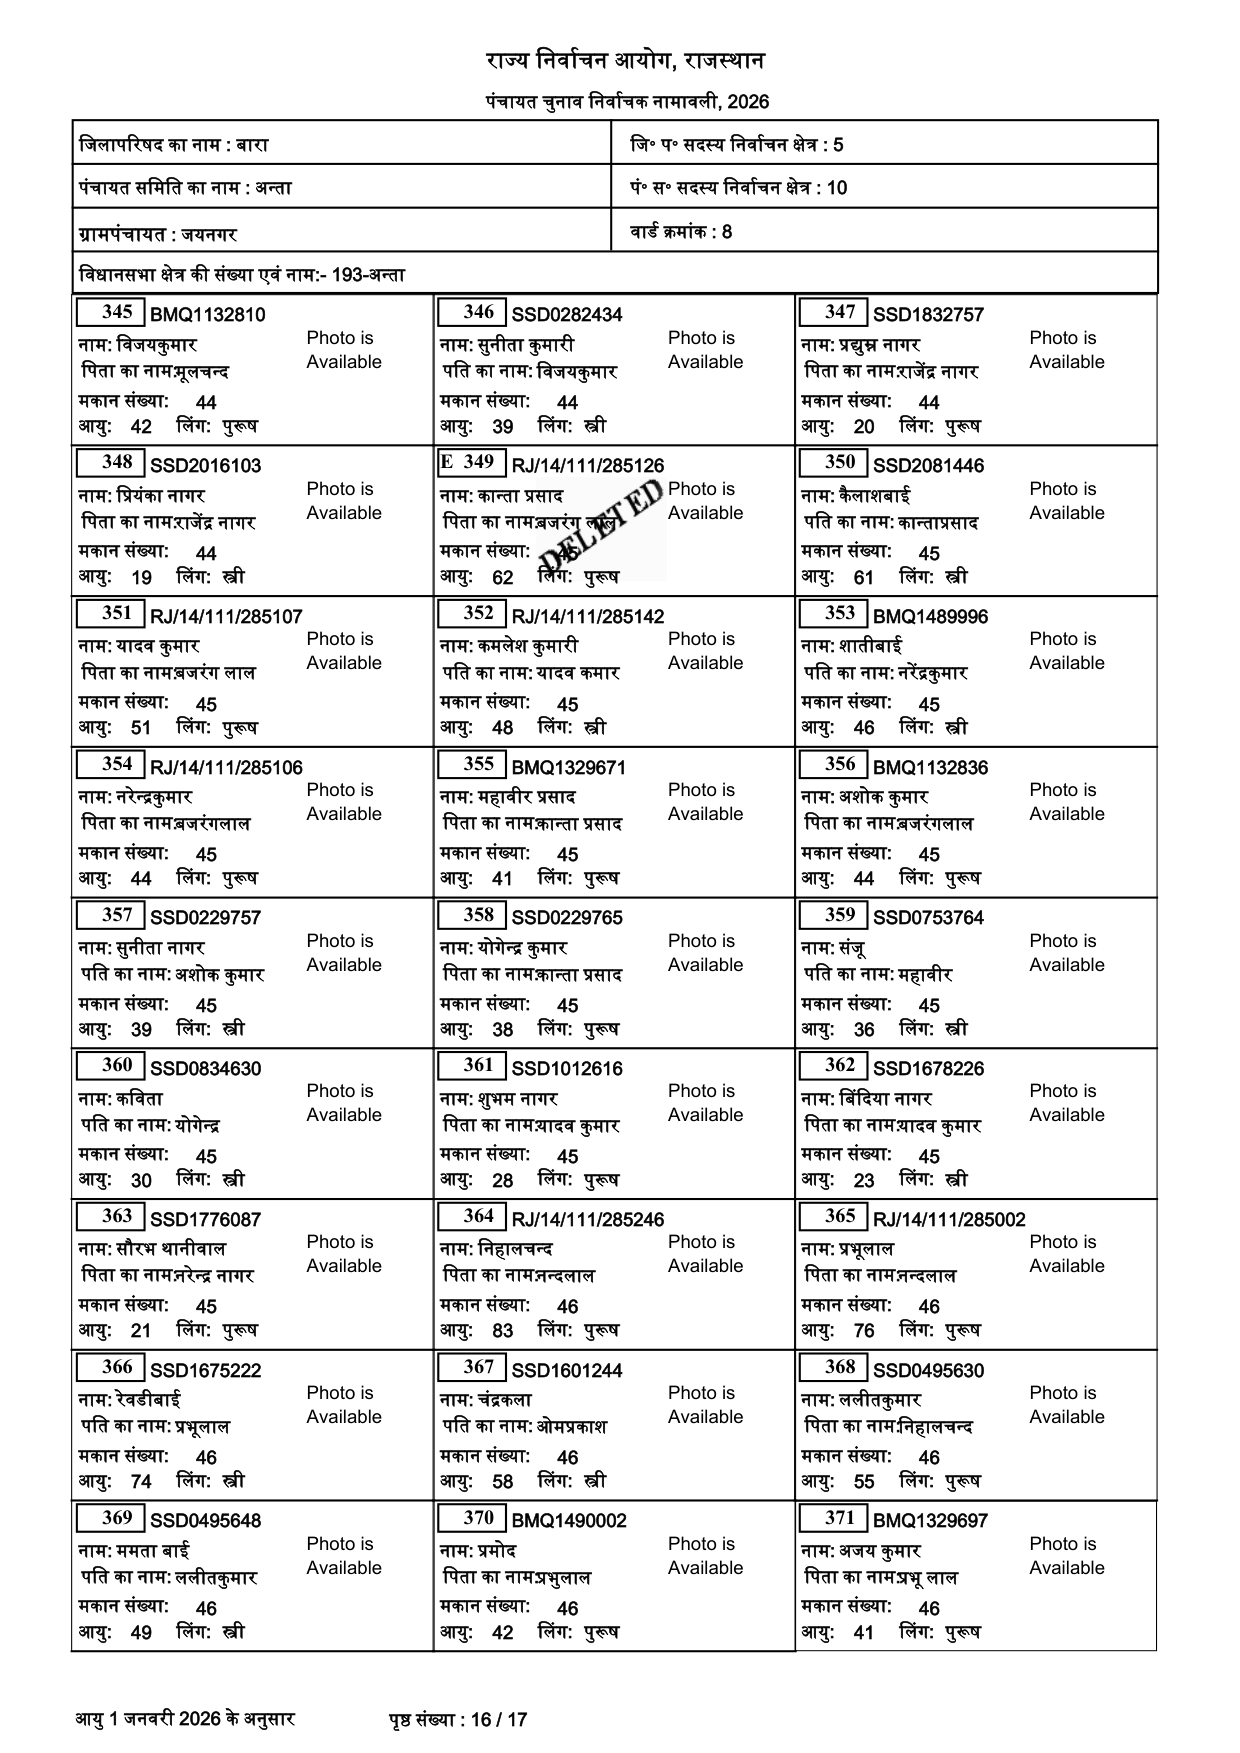 राज्य निर्वाचन आयोग, राजस्थान
पंचायत चुनाव निर्वाचक नामावली, 2026
जिलापरिषद का नाम : बारा
जि° प° सदस्य निर्वाचन क्षेत्र : 5
पंचायत समिति का नाम : अन्ता
पं° स° सदस्य निर्वाचन क्षेत्र : 10
ग्रामपंचायत : जयनगर
वार्ड क्रमांक : 8
विधानसभा क्षेत्र की संख्या एवं नाम:- 193-अन्ता
345 BMQ1132810
नाम: विजयकुमार
पिता का नाम:मूलचन्द
मकान संख्या: 44
आयु: 42 लिंग: पुरूष
Photo is
Available
346 SSD0282434
नाम: सुनीता कुमारी
पति का नाम: विजयकुमार
मकान संख्या: 44
आयु: 39 लिंग: स्त्री
Photo is
Available
347 SSD1832757
नाम: प्रद्युम्न नागर
पिता का नाम:राजेंद्र नागर
मकान संख्या: 44
आयु: 20 लिंग: पुरूष
Photo is
Available
348 SSD2016103
नाम: प्रियंका नागर
पिता का नाम:राजेंद्र नागर
मकान संख्या: 44
आयु: 19 लिंग: स्त्री
Photo is
Available
E 349 RJ/14/111/285126
नाम: कान्ता प्रसाद
पिता का नाम:बजरंग लाल
मकान संख्या: 45
आयु: 62 लिंग: पुरूष
Photo is
Available
DELETED
350 SSD2081446
नाम: कैलाशबाई
पति का नाम: कान्ताप्रसाद
मकान संख्या: 45
आयु: 61 लिंग: स्त्री
Photo is
Available
351 RJ/14/111/285107
नाम: यादव कुमार
पिता का नाम:बजरंग लाल
मकान संख्या: 45
आयु: 51 लिंग: पुरूष
Photo is
Available
352 RJ/14/111/285142
नाम: कमलेश कुमारी
पति का नाम: यादव कमार
मकान संख्या: 45
आयु: 48 लिंग: स्त्री
Photo is
Available
353 BMQ1489996
नाम: शातीबाई
पति का नाम: नरेंद्रकुमार
मकान संख्या: 45
आयु: 46 लिंग: स्त्री
Photo is
Available
354 RJ/14/111/285106
नाम: नरेन्द्रकुमार
पिता का नाम:बजरंगलाल
मकान संख्या: 45
आयु: 44 लिंग: पुरूष
Photo is
Available
355 BMQ1329671
नाम: महावीर प्रसाद
पिता का नाम:कान्ता प्रसाद
मकान संख्या: 45
आयु: 41 लिंग: पुरूष
Photo is
Available
356 BMQ1132836
नाम: अशोक कुमार
पिता का नाम:बजरंगलाल
मकान संख्या: 45
आयु: 44 लिंग: पुरूष
Photo is
Available
357 SSD0229757
नाम: सुनीता नागर
पति का नाम: अशोक कुमार
मकान संख्या: 45
आयु: 39 लिंग: स्त्री
Photo is
Available
358 SSD0229765
नाम: योगेन्द्र कुमार
पिता का नाम:कान्ता प्रसाद
मकान संख्या: 45
आयु: 38 लिंग: पुरूष
Photo is
Available
359 SSD0753764
नाम: संजू
पति का नाम: महावीर
मकान संख्या: 45
आयु: 36 लिंग: स्त्री
Photo is
Available
360 SSD0834630
नाम: कविता
पति का नाम: योगेन्द्र
मकान संख्या: 45
आयु: 30 लिंग: स्त्री
Photo is
Available
361 SSD1012616
नाम: शुभम नागर
पिता का नाम:यादव कुमार
मकान संख्या: 45
आयु: 28 लिंग: पुरूष
Photo is
Available
362 SSD1678226
नाम: बिंदिया नागर
पिता का नाम:यादव कुमार
मकान संख्या: 45
आयु: 23 लिंग: स्त्री
Photo is
Available
363 SSD1776087
नाम: सौरभ थानीवाल
पिता का नाम:नरेन्द्र नागर
मकान संख्या: 45
आयु: 21 लिंग: पुरूष
Photo is
Available
364 RJ/14/111/285246
नाम: निहालचन्द
पिता का नाम:नन्दलाल
मकान संख्या: 46
आयु: 83 लिंग: पुरूष
Photo is
Available
365 RJ/14/111/285002
नाम: प्रभूलाल
पिता का नाम:नन्दलाल
मकान संख्या: 46
आयु: 76 लिंग: पुरूष
Photo is
Available
366 SSD1675222
नाम: रेवडीबाई
पति का नाम: प्रभूलाल
मकान संख्या: 46
आयु: 74 लिंग: स्त्री
Photo is
Available
367 SSD1601244
नाम: चंद्रकला
पति का नाम: ओमप्रकाश
मकान संख्या: 46
आयु: 58 लिंग: स्त्री
Photo is
Available
368 SSD0495630
नाम: ललीतकुमार
पिता का नाम:निहालचन्द
मकान संख्या: 46
आयु: 55 लिंग: पुरूष
Photo is
Available
369 SSD0495648
नाम: ममता बाई
पति का नाम: ललीतकुमार
मकान संख्या: 46
आयु: 49 लिंग: स्त्री
Photo is
Available
370 BMQ1490002
नाम: प्रमोद
पिता का नाम:प्रभुलाल
मकान संख्या: 46
आयु: 42 लिंग: पुरूष
Photo is
Available
371 BMQ1329697
नाम: अजय कुमार
पिता का नाम:प्रभू लाल
मकान संख्या: 46
आयु: 41 लिंग: पुरूष
Photo is
Available
आयु 1 जनवरी 2026 के अनुसार
पृष्ठ संख्या : 16 / 17